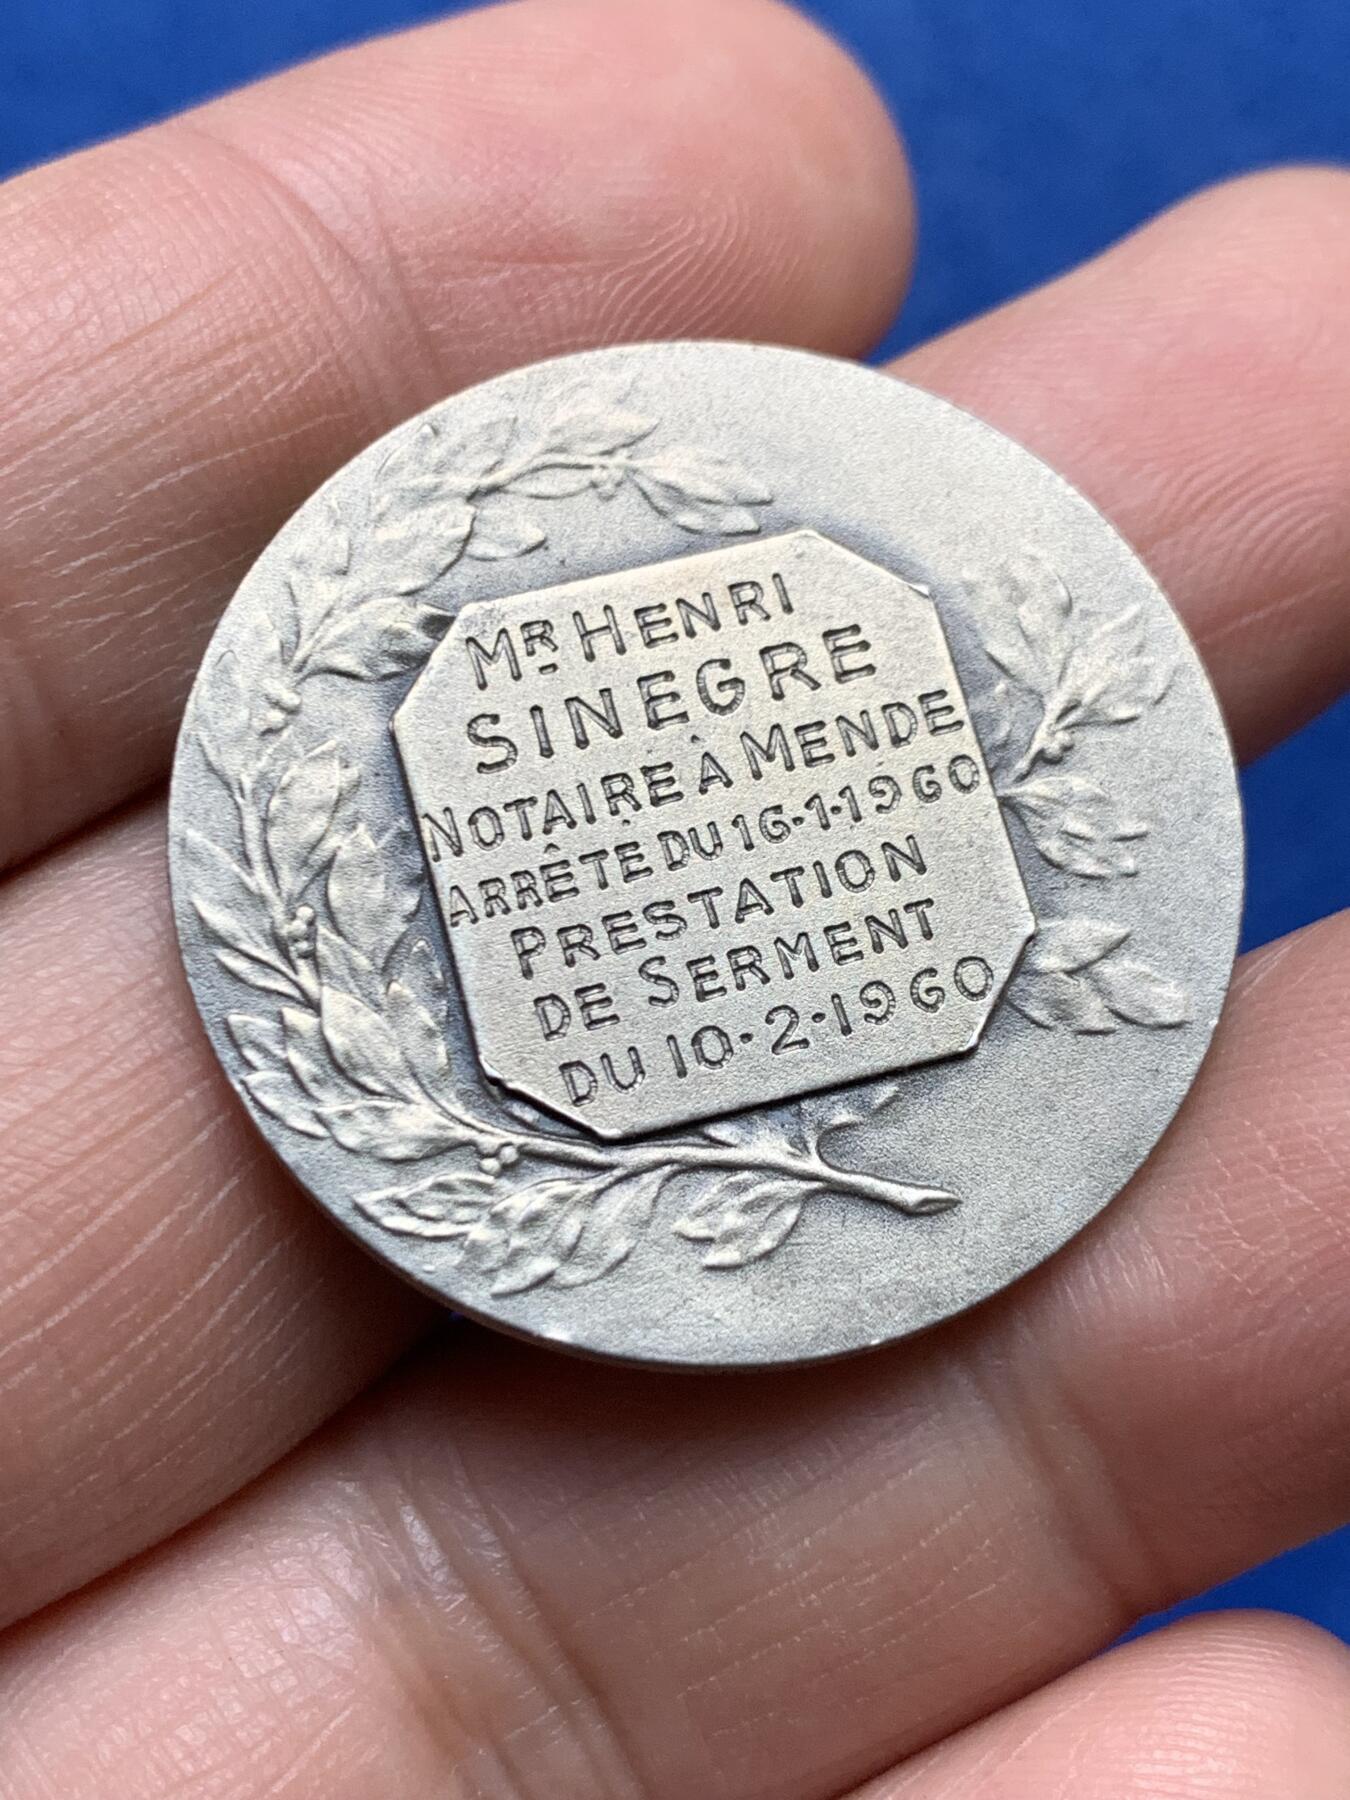 MR HENRI
SINEGRE
NOTAIRE À MENDE
ARRÊTÉ DU 16·1·1960
PRESTATION
DE SERMENT
DU 10·2·1960